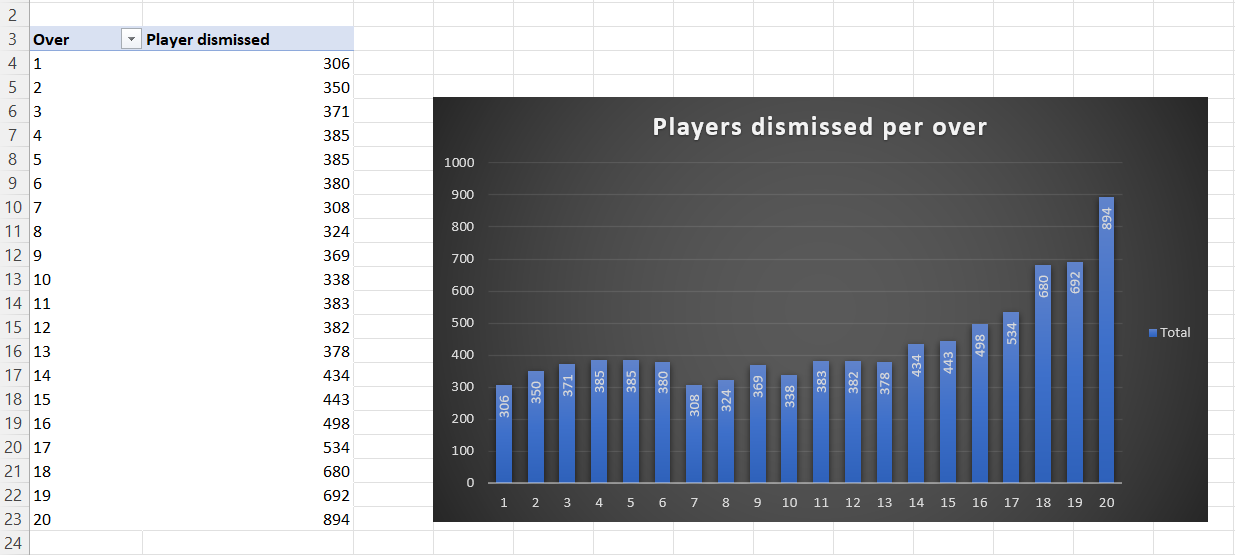 2
3 Over Player dismissed
4 1 306
5 2 350
6 3 371
7 4 385
8 5 385
9 6 380
10 7 308
11 8 324
12 9 369
13 10 338
14 11 383
15 12 382
16 13 378
17 14 434
18 15 443
19 16 498
20 17 534
21 18 680
22 19 692
23 20 894
24
Players dismissed per over
1000
900
800
700
600
500
400
300
200
100
0
306 350 371 385 385 380 308 324 369 338 383 382 378 434 443 498 534 680 692 894
1 2 3 4 5 6 7 8 9 10 11 12 13 14 15 16 17 18 19 20
Total